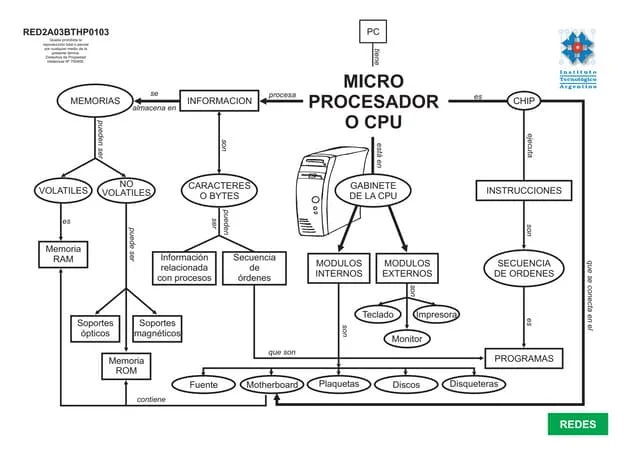 RED2A03BTHP0103
Queda prohibida la
reproducción total o parcial
por cualquier medio de la
presente lámina
Derechos de Propiedad
PC
tiene
Instituto
Tecnológico
Argentino
MICRO
PROCESADOR
O CPU
MEMORIAS
se
almacena en
INFORMACION
procesa
es
CHIP
pueden ser
son
está en
ejecuta
VOLATILES
NO
VOLATILES
CARACTERES
O BYTES
GABINETE
DE LA CPU
INSTRUCCIONES
es
puede ser
pueden
ser
son
Memoria
RAM
Información
relacionada
con procesos
Secuencia
de
órdenes
MODULOS
INTERNOS
MODULOS
EXTERNOS
SECUENCIA
DE ORDENES
que se conecta en el
son
Teclado
Impresora
Monitor
son
es
Soportes
ópticos
Soportes
magnéticos
Memoria
ROM
que son
PROGRAMAS
Fuente
Motherboard
Plaquetas
Discos
Disqueteras
contiene
REDES